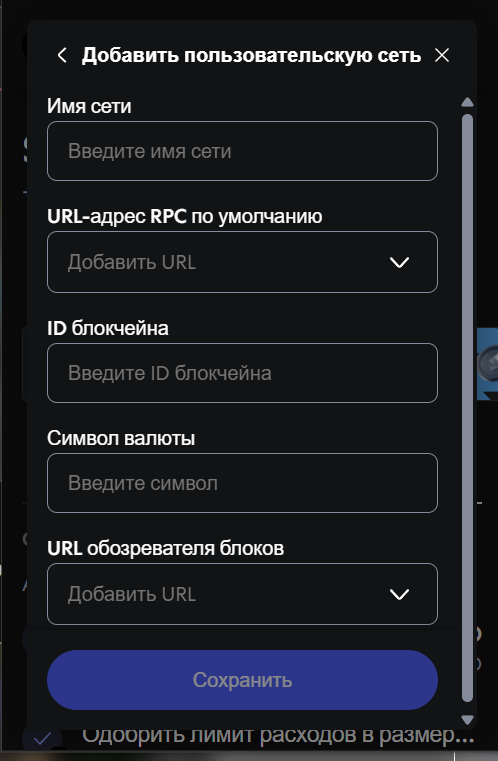 Добавить пользовательскую сеть
Имя сети
Введите имя сети
URL-адрес RPC по умолчанию
Добавить URL
ID блокчейна
Введите ID блокчейна
Символ валюты
Введите символ
URL обозревателя блоков
Добавить URL
Сохранить
Одобрить лимит расходов в размер...